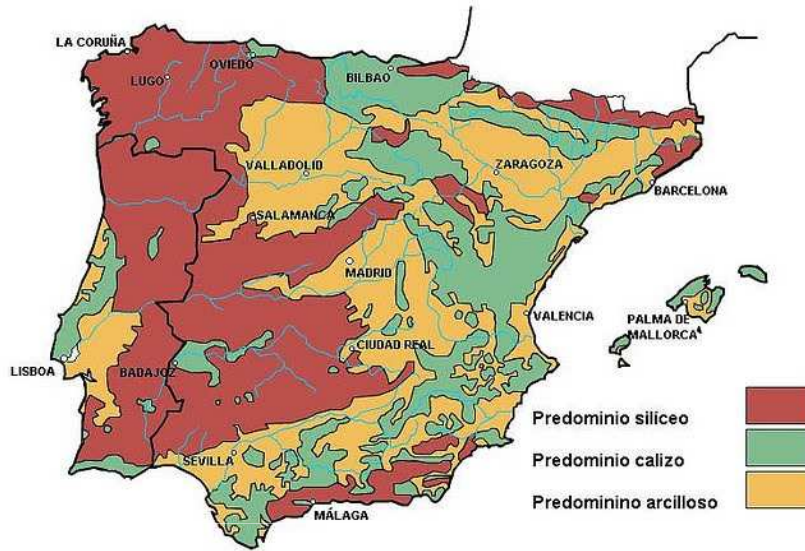 LA CORUÑA
OVIEDO
BILBAO
LUGO
VALLADOLID
ZARAGOZA
BARCELONA
SALAMANCA
MADRID
VALENCIA
PALMA DE
MALLORCA
CIUDAD REAL
LISBOA
BADAJOZ
SEVILLA
MÁLAGA
Predominio silíceo
Predominio calizo
Predominino arcilloso